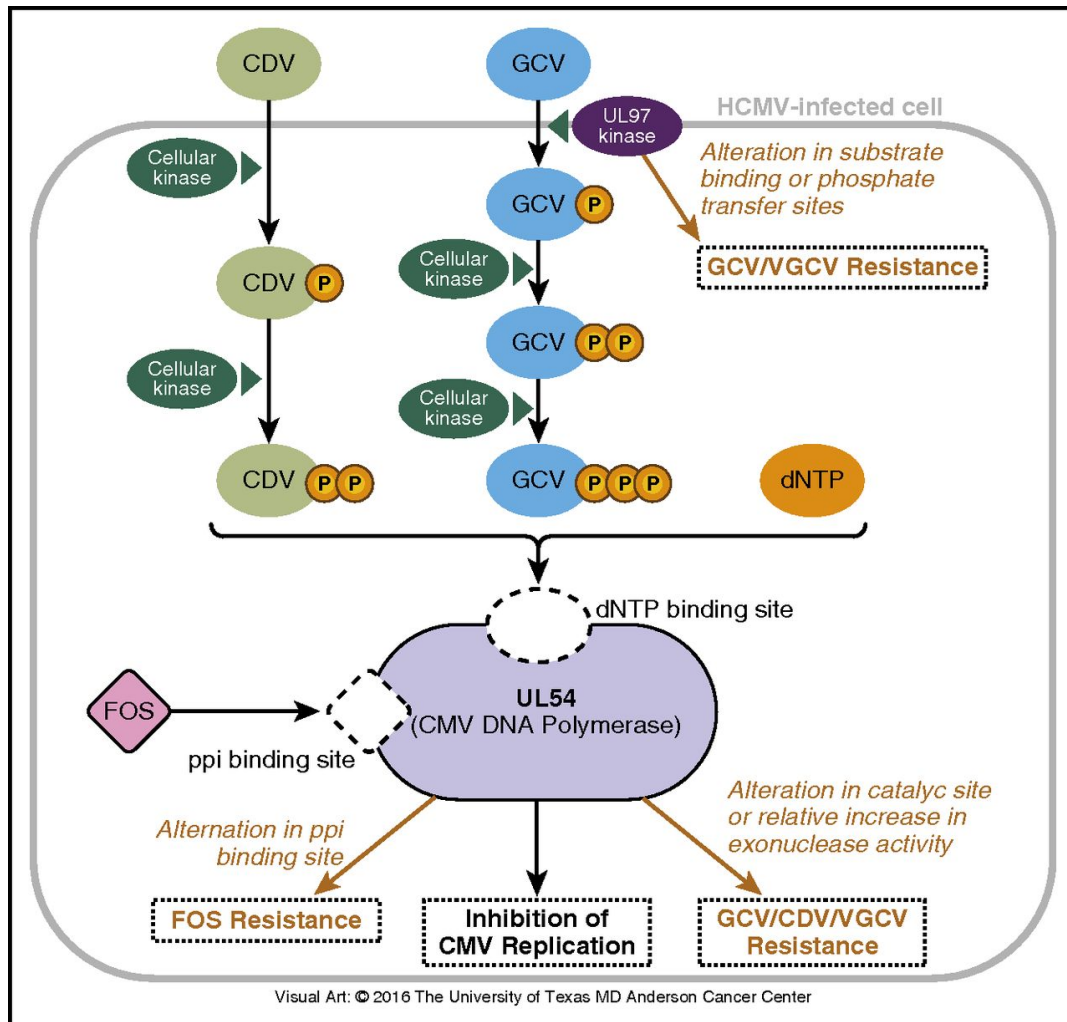 CDV
GCV
HCMV-infected cell
UL97
kinase
Cellular
kinase
Alteration in substrate
binding or phosphate
transfer sites
GCV
P
GCV/VGCV Resistance
Cellular
kinase
CDV
P
GCV
P P
Cellular
kinase
Cellular
kinase
CDV
P P
GCV
P P P
dNTP
dNTP binding site
UL54
(CMV DNA Polymerase)
FOS
ppi binding site
Alternation in ppi
binding site
Alteration in catalyc site
or relative increase in
exonuclease activity
FOS Resistance
Inhibition of
CMV Replication
GCV/CDV/VGCV
Resistance
Visual Art: © 2016 The University of Texas MD Anderson Cancer Center